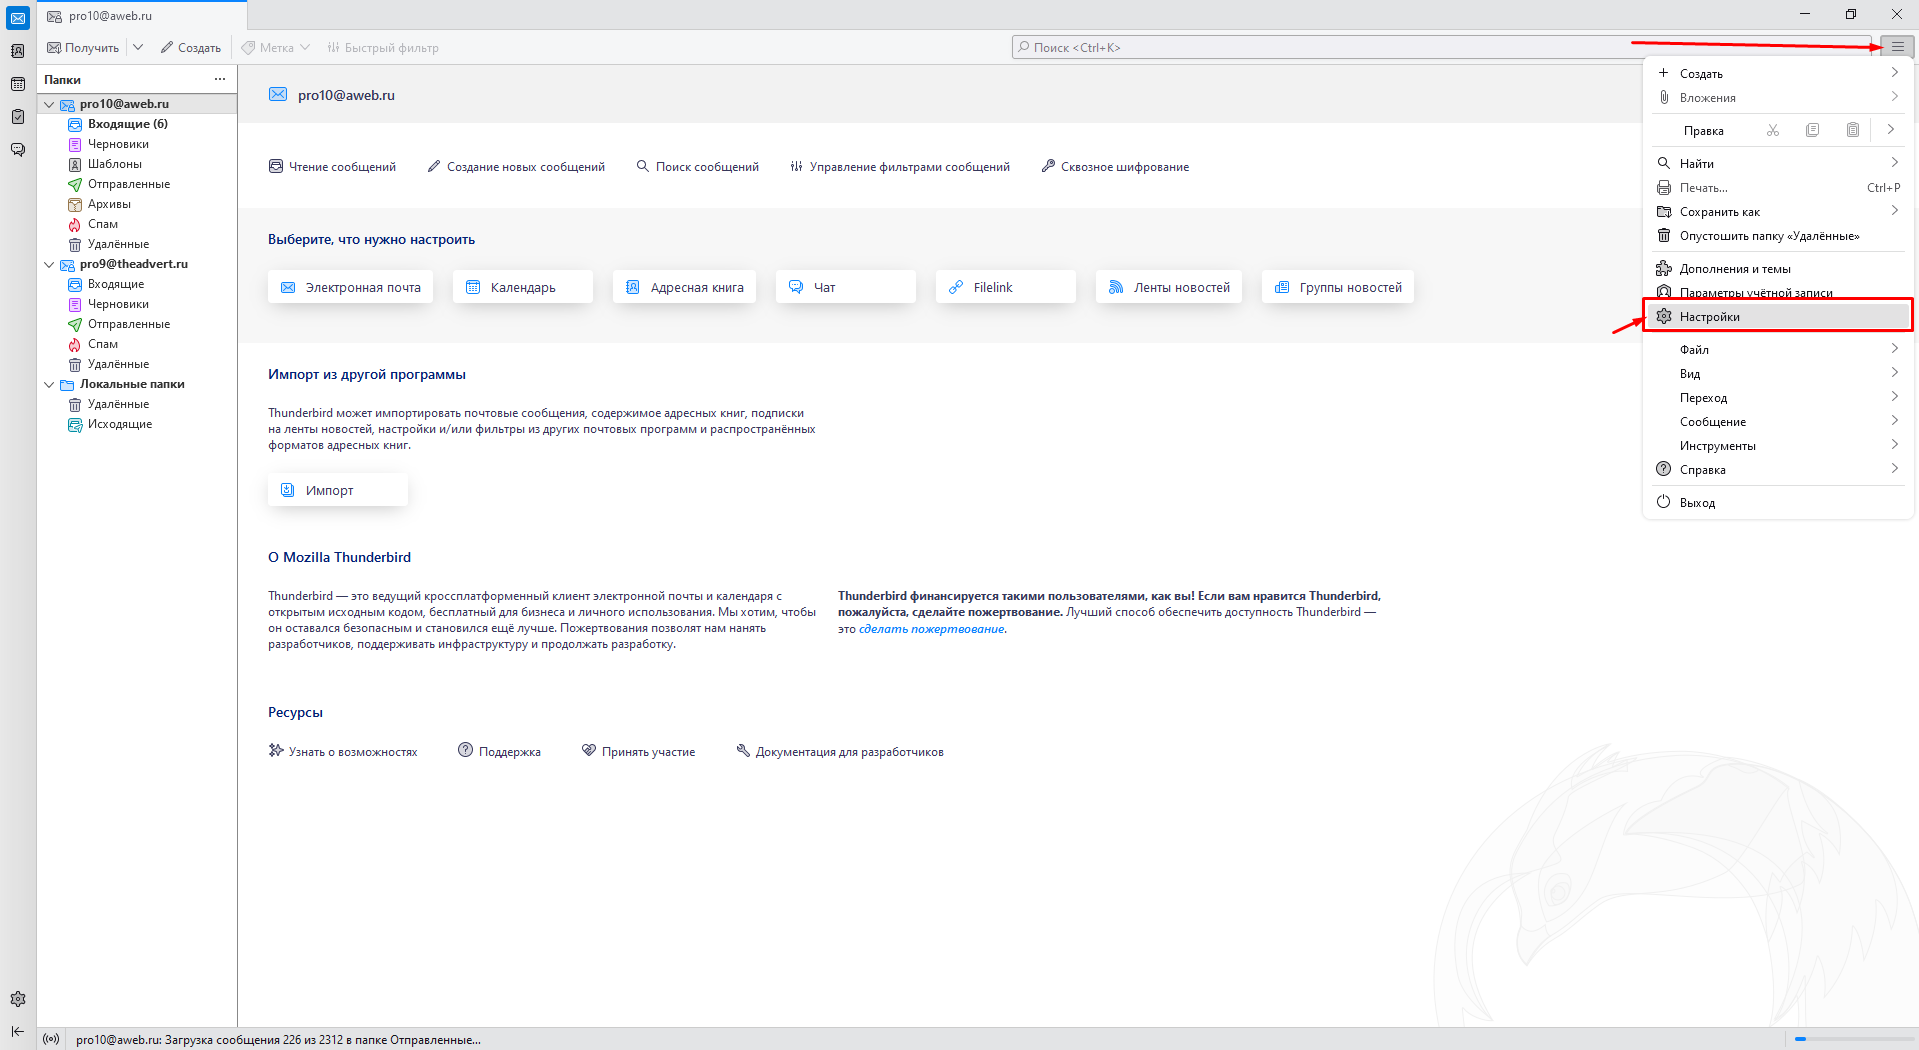 pro10@aweb.ru
Получить
Создать
Метка
Быстрый фильтр
Поиск <Ctrl+K>
Папки
pro10@aweb.ru
Входящие (6)
Черновики
Шаблоны
Отправленные
Архивы
Спам
Удалённые
pro9@theadvert.ru
Входящие
Черновики
Отправленные
Спам
Удалённые
Локальные папки
Удалённые
Исходящие
pro10@aweb.ru
Чтение сообщений
Создание новых сообщений
Поиск сообщений
Управление фильтрами сообщений
Сквозное шифрование
Выберите, что нужно настроить
Электронная почта
Календарь
Адресная книга
Чат
Filelink
Ленты новостей
Группы новостей
Импорт из другой программы
Thunderbird может импортировать почтовые сообщения, содержимое адресных книг, подписки
на ленты новостей, настройки и/или фильтры из других почтовых программ и распространённых
форматов адресных книг.
Импорт
О Mozilla Thunderbird
Thunderbird — это ведущий кроссплатформенный клиент электронной почты и календаря с
открытым исходным кодом, бесплатный для бизнеса и личного использования. Мы хотим, чтобы
он оставался безопасным и становился ещё лучше. Пожертвования позволят нам нанять
разработчиков, поддерживать инфраструктуру и продолжать разработку.
Thunderbird финансируется такими пользователями, как вы! Если вам нравится Thunderbird,
пожалуйста, сделайте пожертвование. Лучший способ обеспечить доступность Thunderbird —
это сделать пожертвование.
Ресурсы
Узнать о возможностях
Поддержка
Принять участие
Документация для разработчиков
Создать
Вложения
Правка
Найти
Печать... Ctrl+P
Сохранить как
Опустошить папку «Удалённые»
Дополнения и темы
Параметры учётной записи
Настройки
Файл
Вид
Переход
Сообщение
Инструменты
Справка
Выход
pro10@aweb.ru: Загрузка сообщения 226 из 2312 в папке Отправленные...